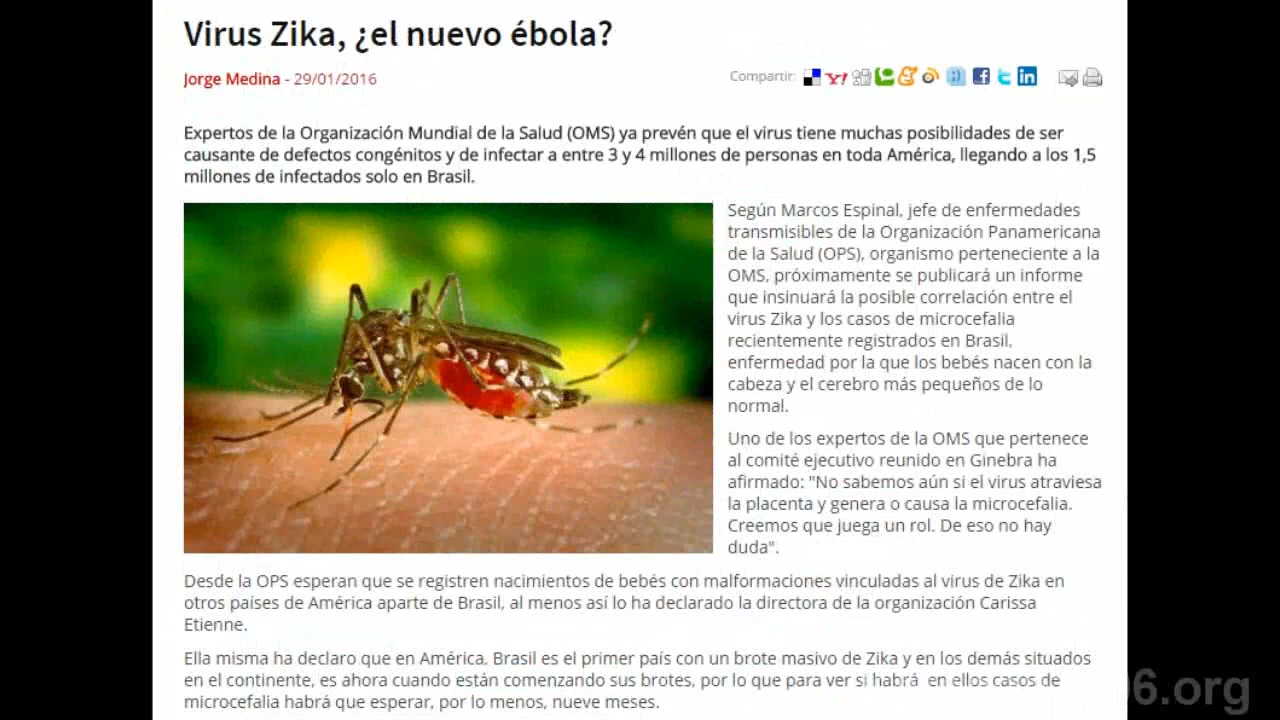 Virus Zika, ¿el nuevo ébola?
Jorge Medina - 29/01/2016
Compartir:
Expertos de la Organización Mundial de la Salud (OMS) ya prevén que el virus tiene muchas posibilidades de ser
causante de defectos congénitos y de infectar a entre 3 y 4 millones de personas en toda América, llegando a los 1,5
millones de infectados solo en Brasil.
Según Marcos Espinal, jefe de enfermedades
transmisibles de la Organización Panamericana
de la Salud (OPS), organismo perteneciente a la
OMS, próximamente se publicará un informe
que insinuará la posible correlación entre el
virus Zika y los casos de microcefalia
recientemente registrados en Brasil,
enfermedad por la que los bebés nacen con la
cabeza y el cerebro más pequeños de lo
normal.
Uno de los expertos de la OMS que pertenece
al comité ejecutivo reunido en Ginebra ha
afirmado: "No sabemos aún si el virus atraviesa
la placenta y genera o causa la microcefalia.
Creemos que juega un rol. De eso no hay
duda".
Desde la OPS esperan que se registren nacimientos de bebés con malformaciones vinculadas al virus de Zika en
otros países de América aparte de Brasil, al menos así lo ha declarado la directora de la organización Carissa
Etienne.
Ella misma ha declaro que en América, Brasil es el primer país con un brote masivo de Zika y en los demás situados
en el continente, es ahora cuando están comenzando sus brotes, por lo que para ver si habrá en ellos casos de
microcefalia habrá que esperar, por lo menos, nueve meses.
06.org